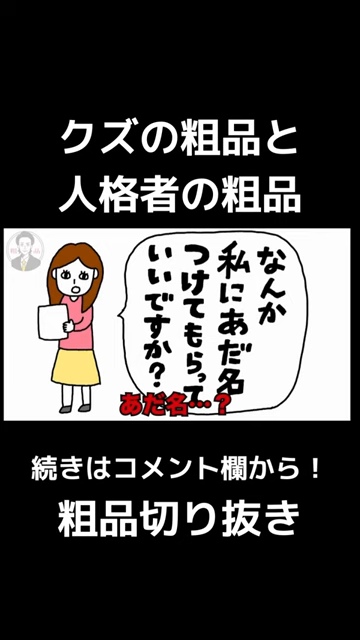 クズの粗品と
人格者の粗品
なんか
私にあだ名
つけてもらって
いいですか?
あだ名…?
続きはコメント欄から!
粗品切り抜き